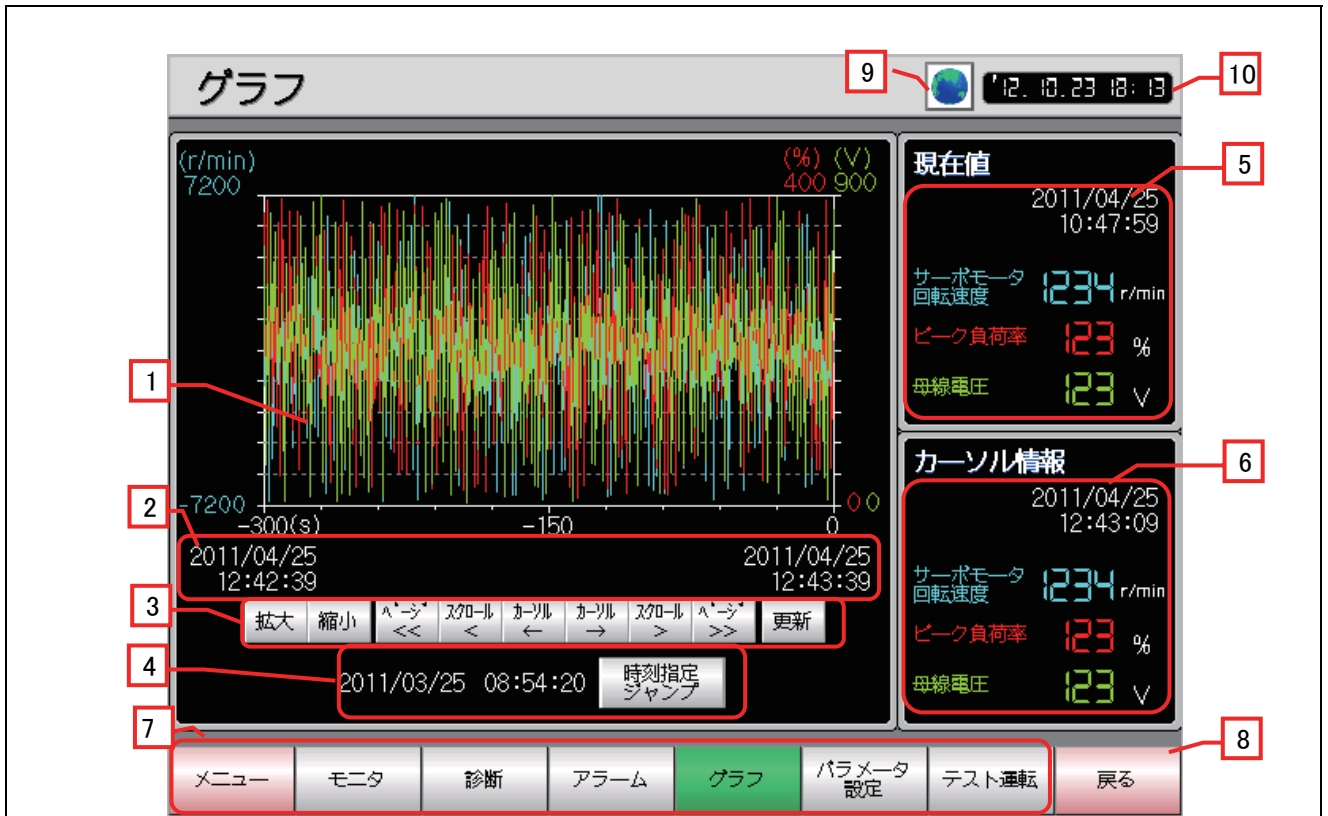 グラフ
9
'12. 10.23 18: 13
10
(r/min)
7200
(%) (V)
400 900
-7200
0 0
-300(s)
-150
0
1
2
2011/04/25
12:42:39
2011/04/25
12:43:39
3
拡大
縮小
ページ
<<
スクロール
<
カーソル
←
カーソル
→
スクロール
>
ページ
>>
更新
4
2011/03/25 08:54:20
時刻指定
ジャンプ
現在値
5
2011/04/25
10:47:59
サーボモータ
回転速度
1234 r/min
ピーク負荷率
123 %
母線電圧
123 V
カーソル情報
6
2011/04/25
12:43:09
サーボモータ
回転速度
1234 r/min
ピーク負荷率
123 %
母線電圧
123 V
7
メニュー
モニタ
診断
アラーム
グラフ
パラメータ
設定
テスト運転
8
戻る